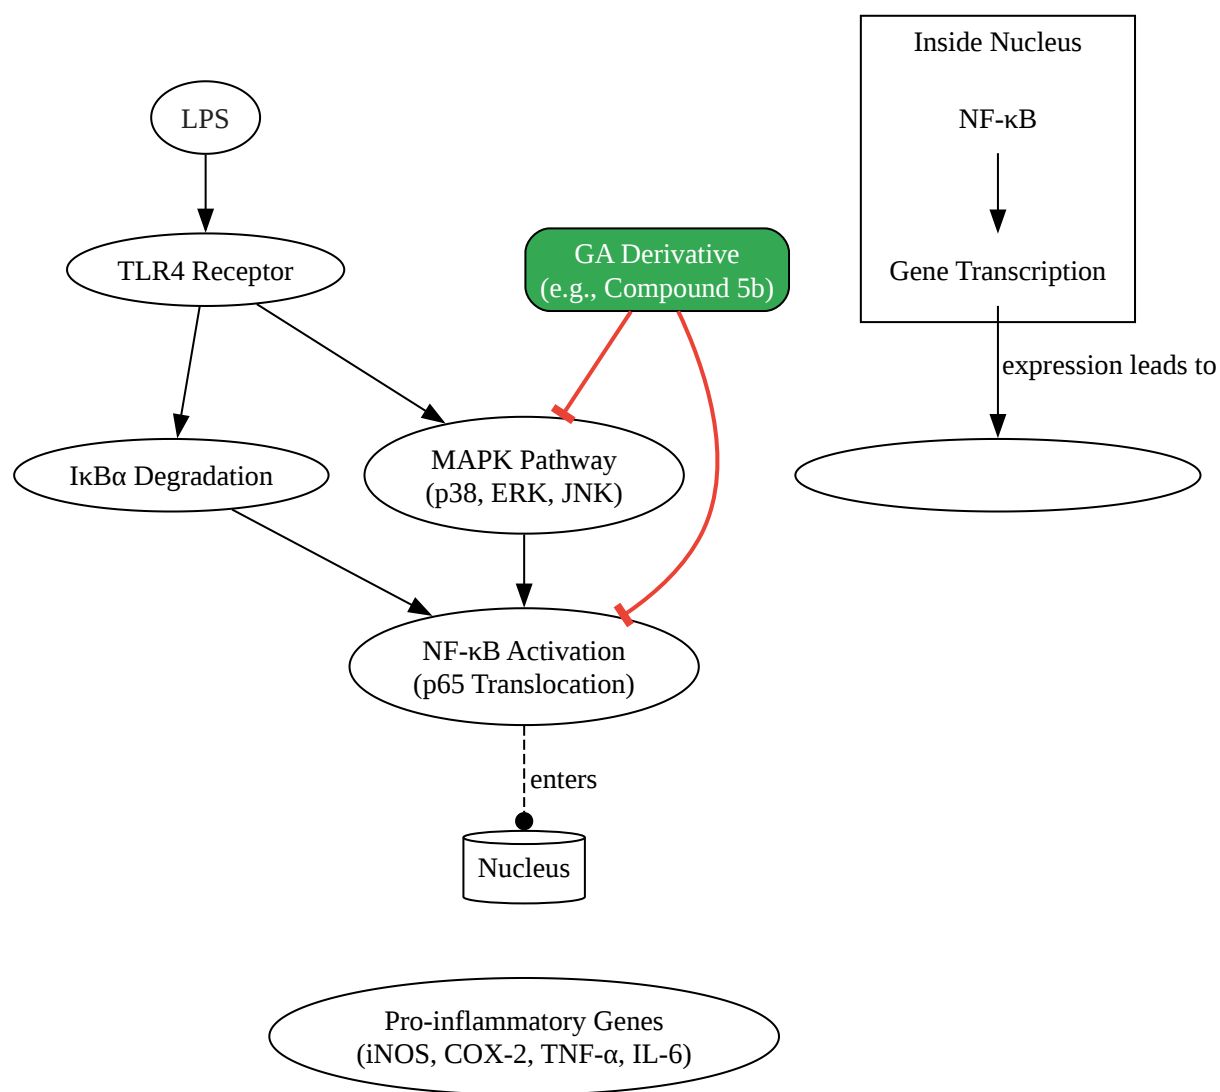 Inside Nucleus
LPS
NF-κB
TLR4 Receptor
GA Derivative
(e.g., Compound 5b)
Gene Transcription
expression leads to
IκBα Degradation
MAPK Pathway
(p38, ERK, JNK)
NF-κB Activation
(p65 Translocation)
enters
Nucleus
Pro-inflammatory Genes
(iNOS, COX-2, TNF-α, IL-6)